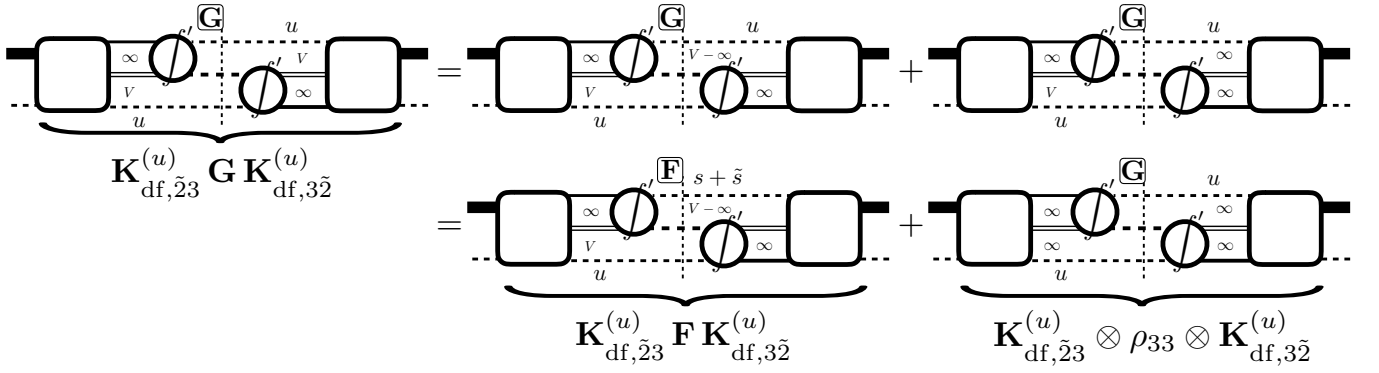 G u G u G u
∞ V ∞ V – ∞ ∞ ∞
= +
V ∞ V ∞ V ∞
u u u
K^{(u)}_{df,\tilde{2}3} G K^{(u)}_{df,3\tilde{2}}
F s + \tilde{s} G u
∞ V – ∞ ∞ ∞
= +
V ∞ ∞ ∞
u u
K^{(u)}_{df,\tilde{2}3} F K^{(u)}_{df,3\tilde{2}} K^{(u)}_{df,\tilde{2}3} ⊗ ρ_{33} ⊗ K^{(u)}_{df,3\tilde{2}}